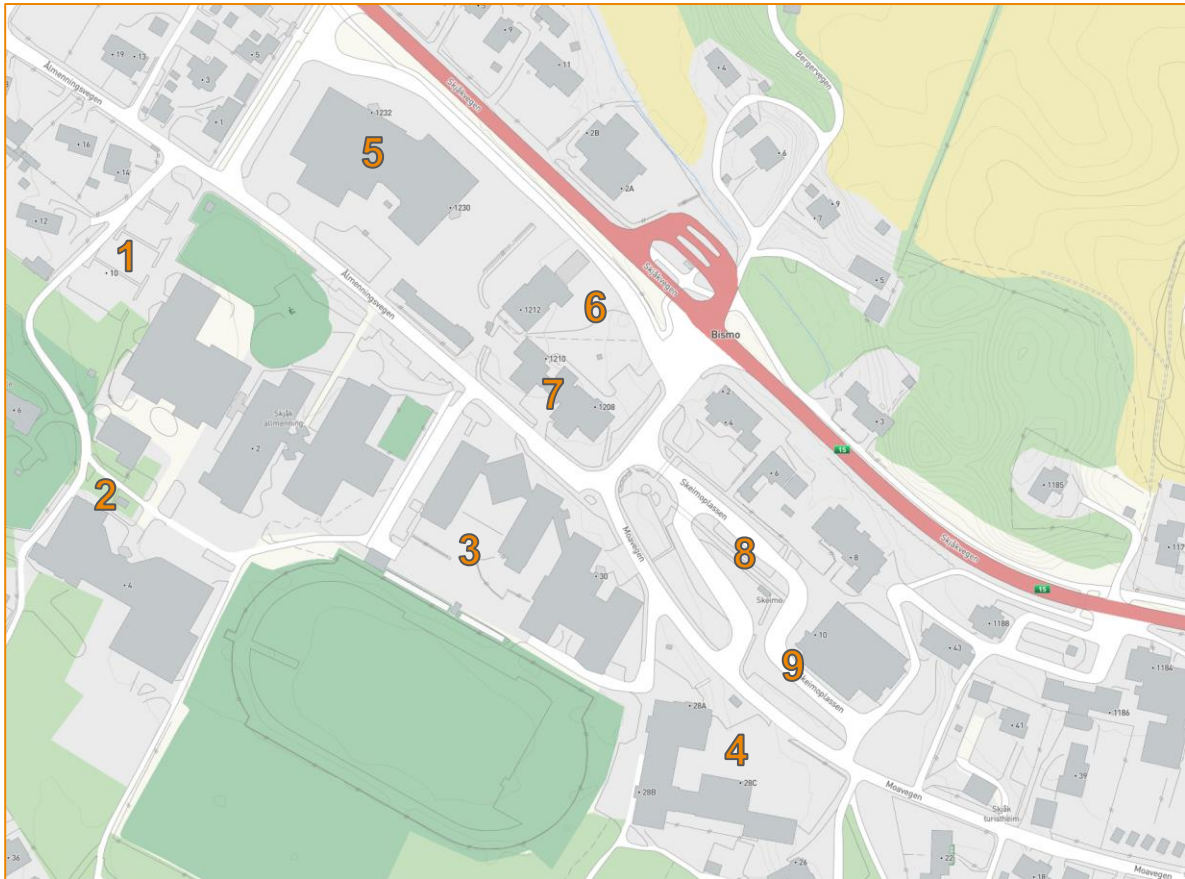 9
19
13
5
3
11
Ålmenningsvegen
1
16
14
12
Skjåkvegen
1232
5
1230
2B
2A
4
Bergervegen
6
9
7
5
1
10
Ålmenningsvegen
6
1212
Skjåkvegen
Bismo
1210
7
1208
6
Skjåk
allmenning
2
2
4
3
6
15
1185
117
2
4
3
30
Moavegen
Skeimoplassen
8
8
Skeimo
Skjåkvegen
15
10
9
Skeimoplassen
1188
43
1184
1186
41
39
28A
4
28B
28C
Moavegen
Skjåk
turistheim
36
26
22
18
Moavegen